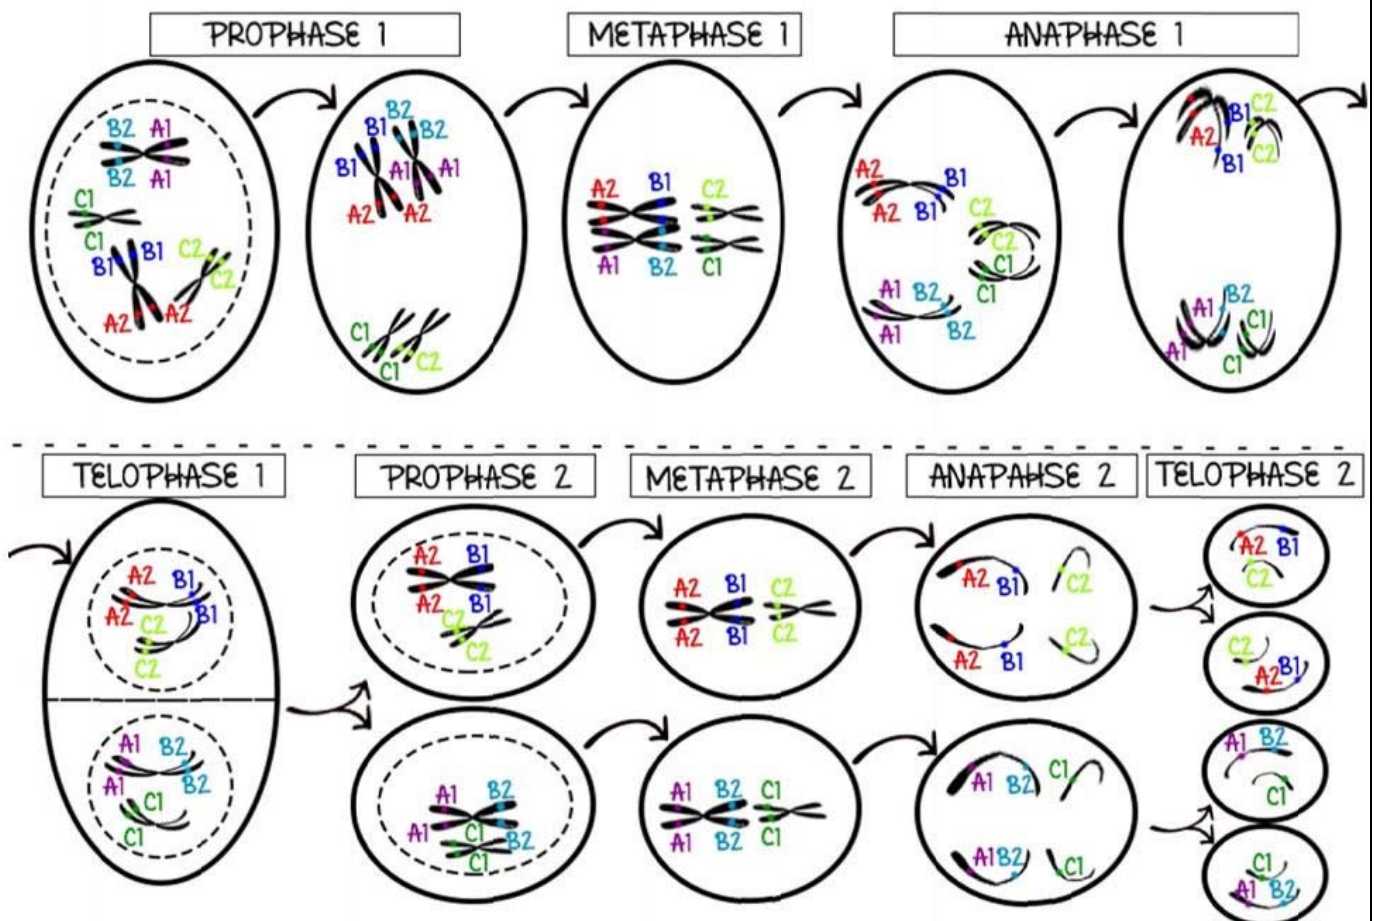 PROPHASE 1
METAPHASE 1
ANAPHASE 1
B2 A1
B2 A1
C1
C1
B1 B1
C2
C2
A2 A2
B2
B1 B2
B1 A1 A1
A2 A2
C1
C1 C2
A2 B1 C2
A1 B2 C1
A2 B1
A2 B1
C2
C2
C1
C1
A1 B2
A1 B2
B1 C2
A2 C2
B1
B2
A1 C1
A1 C1
TELOPHASE 1
PROPHASE 2
METAPHASE 2
ANAPAHSE 2
TELOPHASE 2
A2 B1
A2 B1
C2
C2
A1 B2
A1 B2
C1
C1
A2 B1
A2 B1
C2
C2
A1 B2
A1 C1 B2
C1
A2 B1 C2
A2 B1 C2
A1 B2 C1
A1 B2 C1
A2 B1 C2
A2 B1 C2
A1 B2 C1
A1 B2 C1
A2 B1
C2
C2 B1
A2
A1 B2
C1
C1
A1 B2